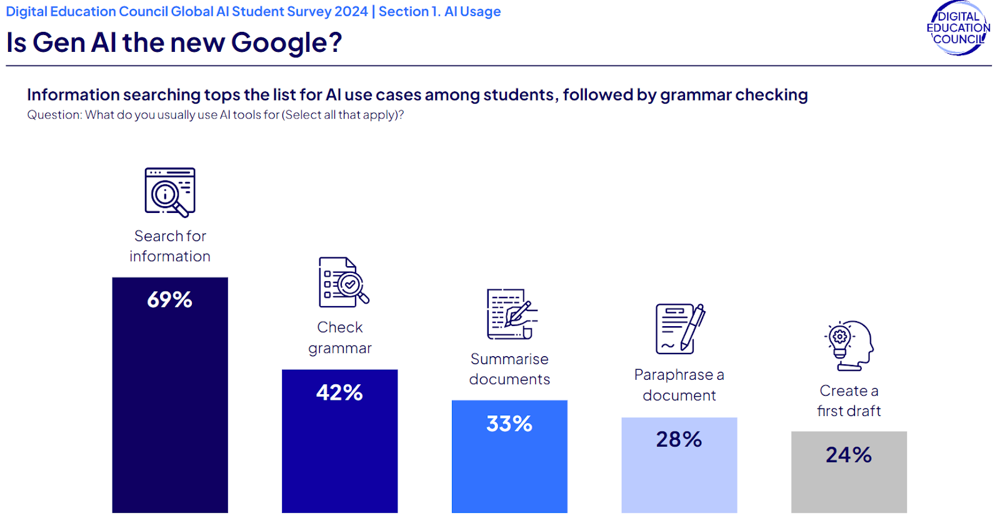 Digital Education Council Global AI Student Survey 2024 | Section 1. AI Usage
Is Gen AI the new Google?
DIGITAL
EDUCATION
COUNCIL
Information searching tops the list for AI use cases among students, followed by grammar checking
Question: What do you usually use AI tools for (Select all that apply)?
Search for
information
69%
Check
grammar
42%
Summarise
documents
33%
Paraphrase a
document
28%
Create a
first draft
24%